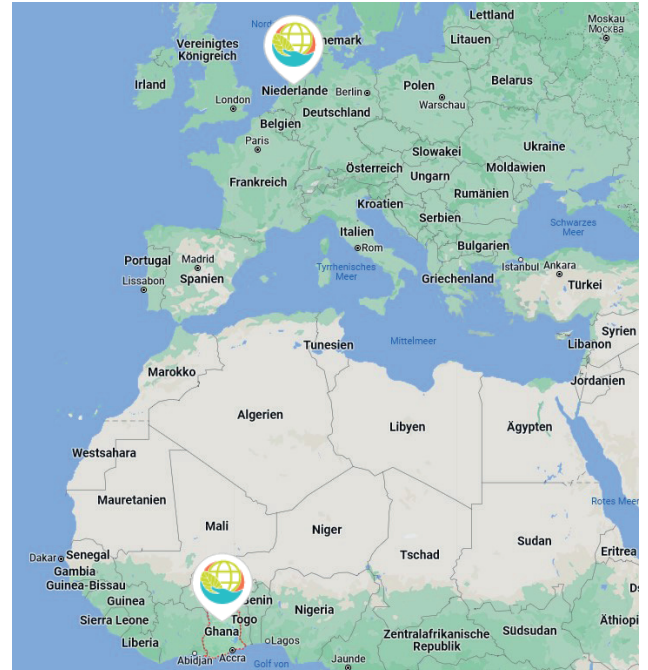 Nord
nemark
Lettland
Litauen
Moskau
Москва
Vereinigtes
Königreich
Irland
London
Niederlande
Berlin
Polen
Warschau
Belarus
Belgien
Deutschland
Paris
Frankreich
Slowakei
Österreich
Ungarn
Ukraine
Moldawien
Rumänien
Kroatien
Serbien
Italien
Rom
Bulgarien
Schwarzes
Meer
Portugal
Madrid
Lissabon
Spanien
Tyrrhenisches
Meer
Griechenland
Istanbul
Ankara
Türkei
Tunesien
Mittelmeer
Syrien
Libanon
Jordanien
Marokko
Algerien
Libyen
Ägypten
Westsahara
Mauretanien
Mali
Niger
Tschad
Sudan
Rotes Meer
Eritrea
Dakar
Senegal
Gambia
Guinea-Bissau
Guinea
Sierra Leone
Liberia
enin
Togo
Ghana
Nigeria
Lagos
Abidjan
Accra
Golf von
Jaunde
Zentralafrikanische
Republik
Südsudan
Äthiopi